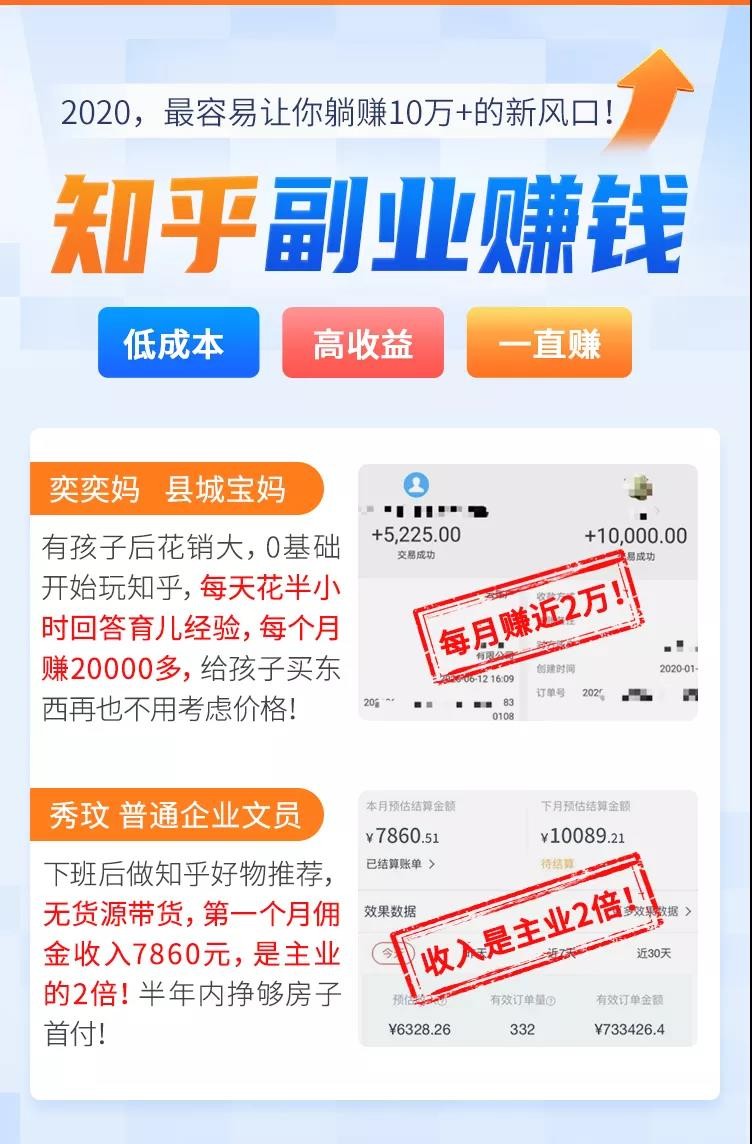 2020，最容易让你躺赚10万+的新风口！
知乎副业赚钱
低成本 高收益 一直赚
奕奕妈 县城宝妈
有孩子后花销大，0基础
开始玩知乎，每天花半小
时回答育儿经验，每个月
赚20000多，给孩子买东
西再也不用考虑价格！
+5,225.00
交易成功
+10,000.00
易成功
每月赚近2万！
有限公司
06-12 16:09
83
0108
创建时间 2020-01-
订单号 202
秀玟 普通企业文员
下班后做知乎好物推荐，
无货源带货，第一个月佣
金收入7860元，是主业
的2倍！半年内挣够房子
首付！
本月预估结算金额 下月预估结算金额
¥7860.51 ¥10089.21
已结算账单 > 待结算
效果数据 更多效果数据 >
收入是主业2倍！
今 昨天 近7天 近30天
预估 有效订单量 有效订单金额
¥6328.26 332 ¥733426.4